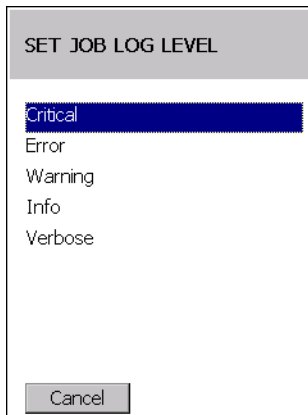 SET JOB LOG LEVEL
Critical
Error
Warning
Info
Verbose
Cancel